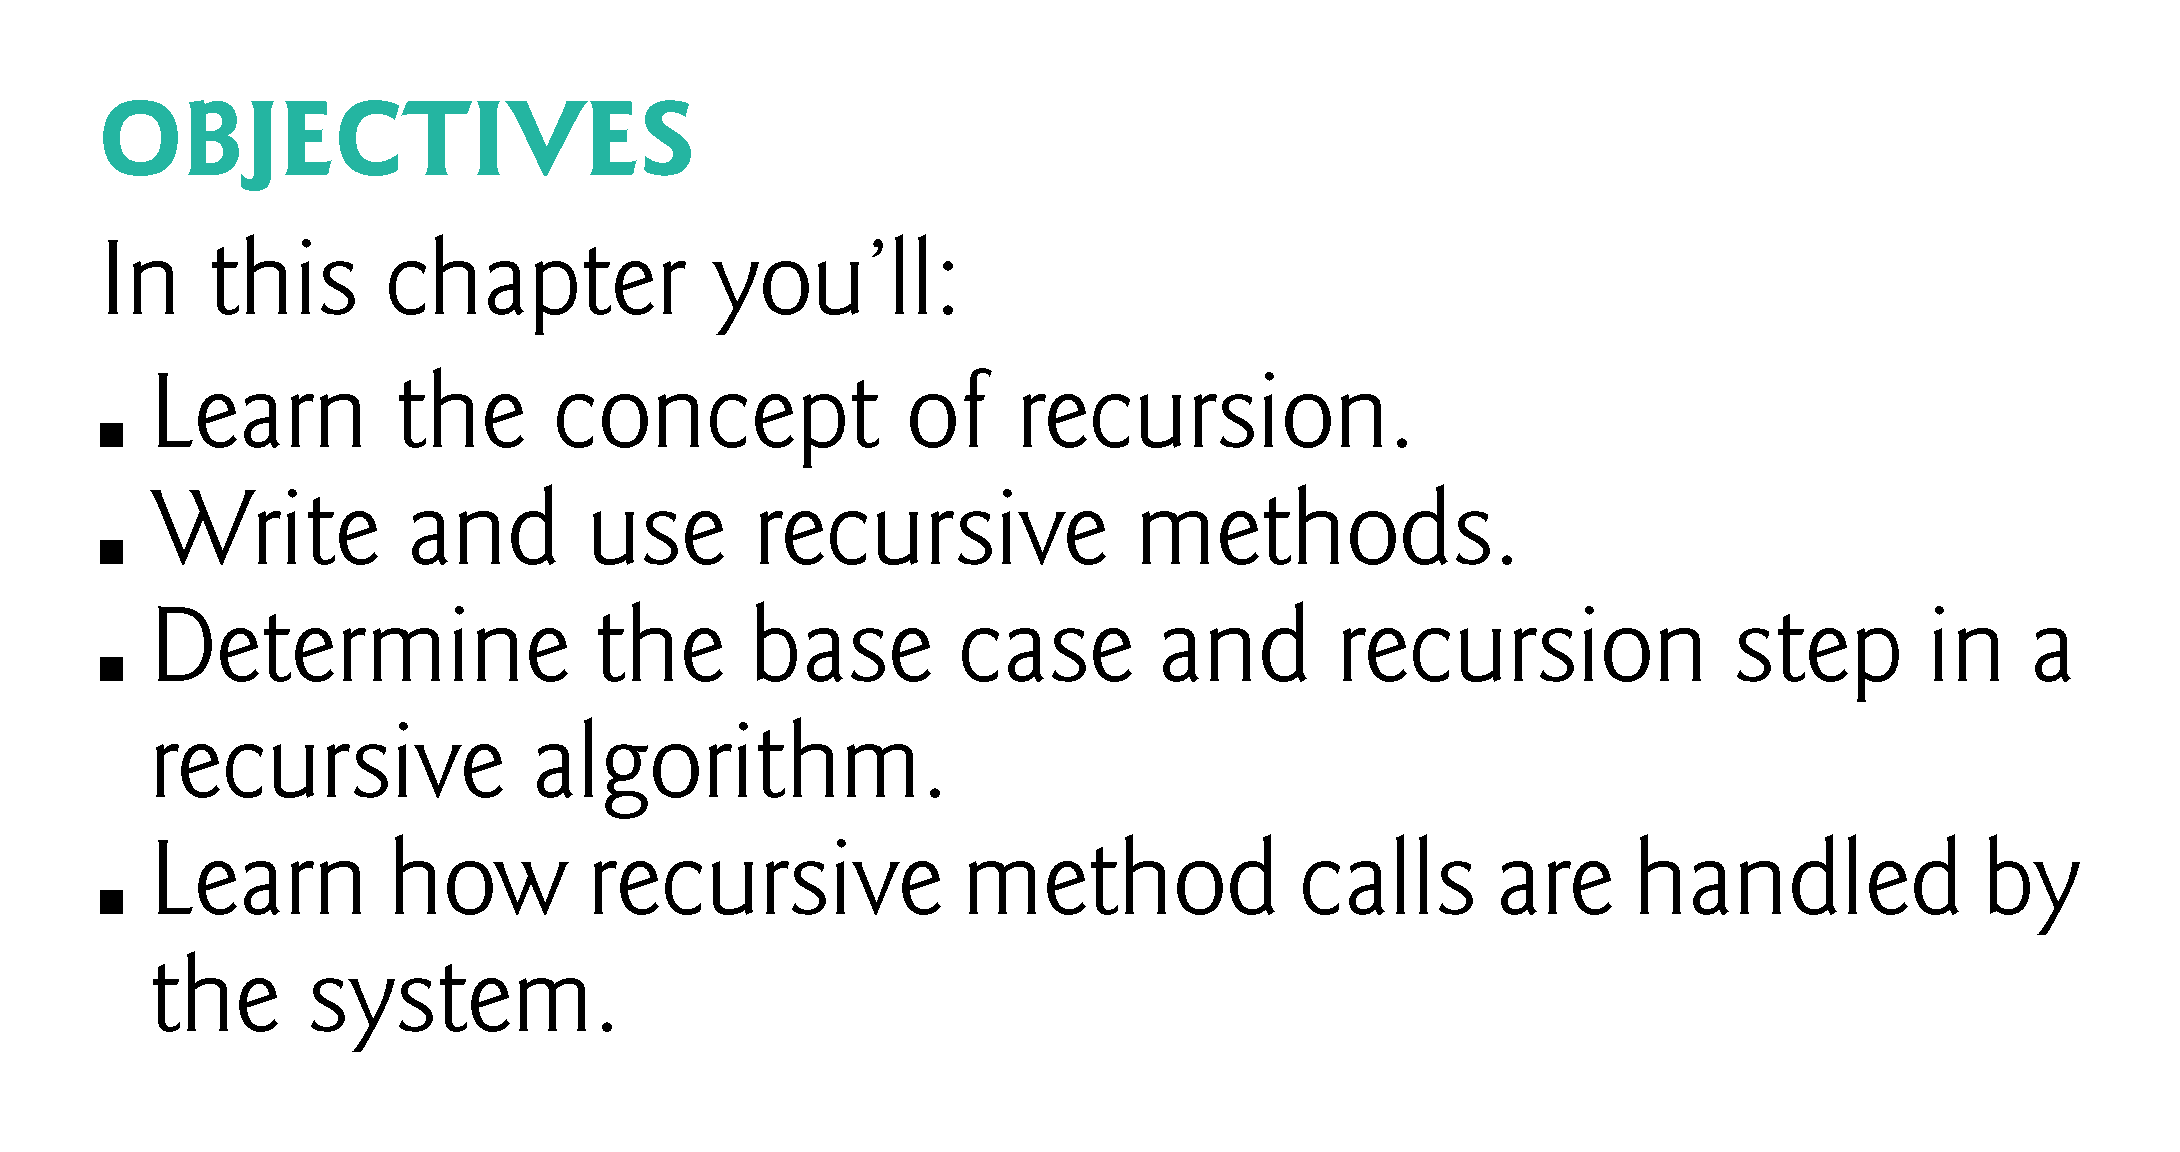 OBJECTIVES
In this chapter you’ll:
▪ Learn the concept of recursion.
▪ Write and use recursive methods.
▪ Determine the base case and recursion step in a
recursive algorithm.
▪ Learn how recursive method calls are handled by
the system.